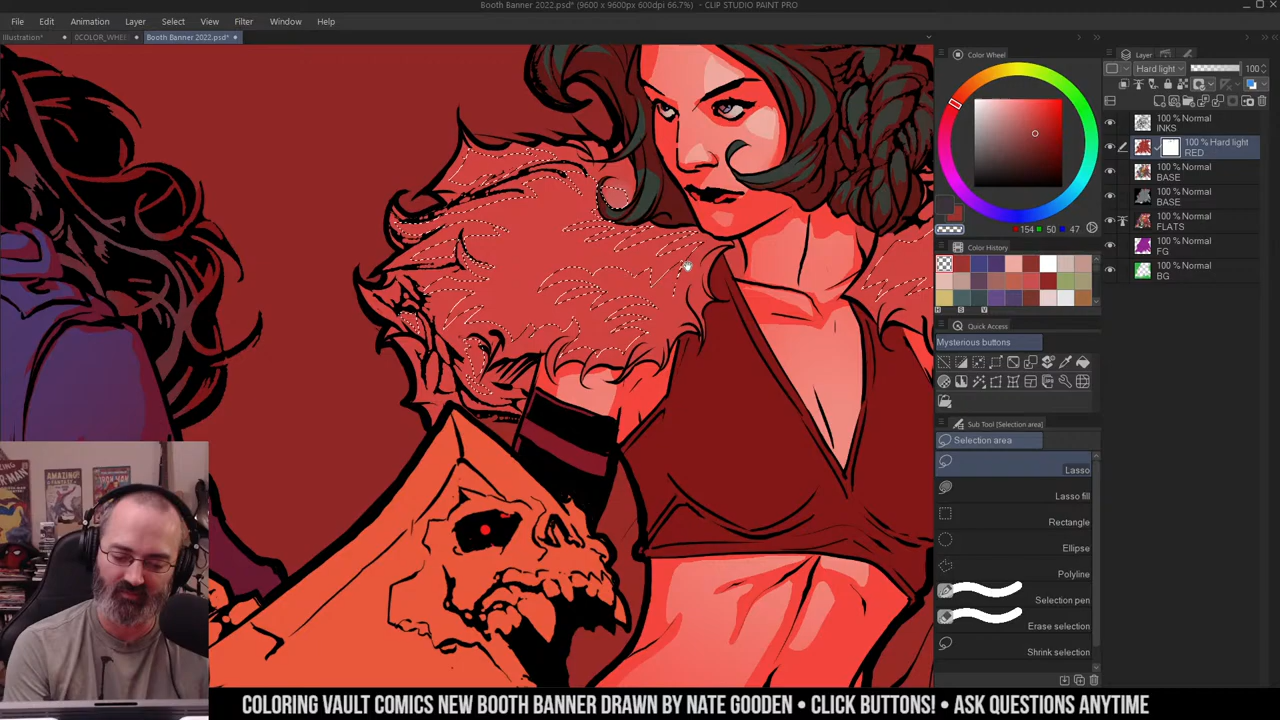 Booth Banner 2022.psd* (9600 x 9600px 600dpi 66.7%) - CLIP STUDIO PAINT PRO
File Edit Animation Layer Select View Filter Window Help
Illustration* 0COLOR_WHE Booth Banner 2022.psd*
Color Wheel
154 50 47
Color History
H S V
Quick Access
Mysterious buttons
Sub Tool [Selection area]
Selection area
Lasso
Lasso fill
Rectangle
Ellipse
Polyline
Selection pen
Erase selection
Shrink selection
Layer
Hard light 100
100 % Normal
INKS
100 % Hard light
RED
100 % Normal
BASE
100 % Normal
BASE
100 % Normal
FLATS
100 % Normal
FG
100 % Normal
BG
AMAZING
COLORING VAULT COMICS NEW BOOTH BANNER DRAWN BY NATE GOODEN • CLICK BUTTONS! • ASK QUESTIONS ANYTIME